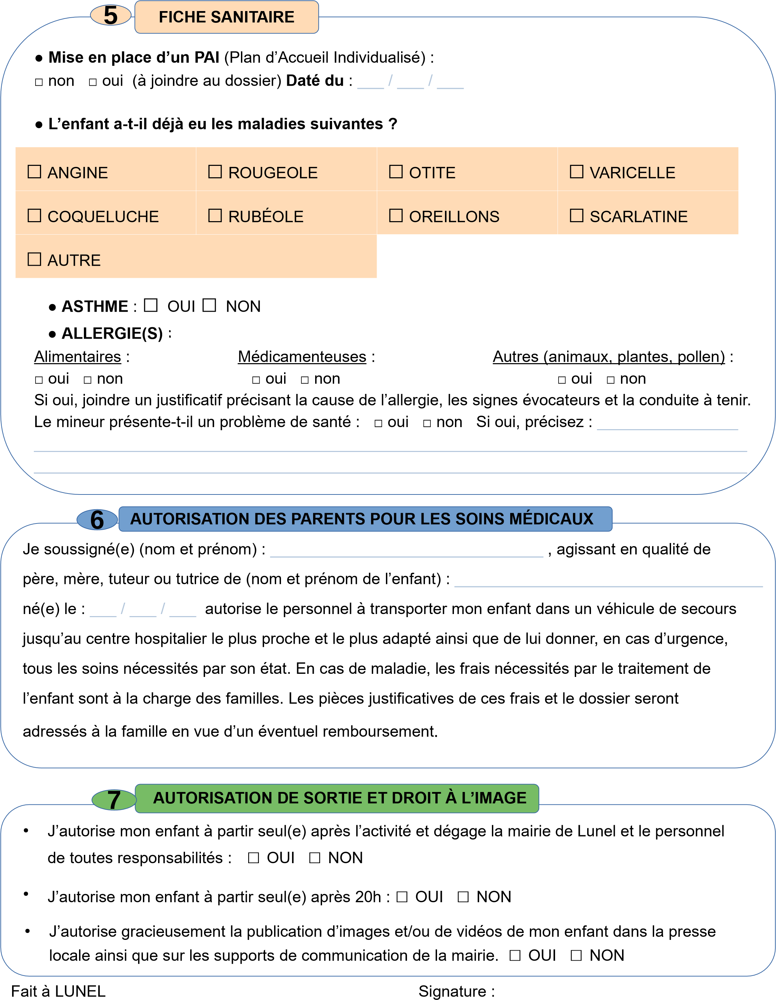 5 FICHE SANITAIRE
● Mise en place d’un PAI (Plan d’Accueil Individualisé) :
□ non □ oui (à joindre au dossier) Daté du : ___ / ___ / ___
● L’enfant a-t-il déjà eu les maladies suivantes ?
☐ ANGINE ☐ ROUGEOLE ☐ OTITE ☐ VARICELLE
☐ COQUELUCHE ☐ RUBÉOLE ☐ OREILLONS ☐ SCARLATINE
☐ AUTRE
● ASTHME : ☐ OUI ☐ NON
● ALLERGIE(S) :
Alimentaires : Médicamenteuses : Autres (animaux, plantes, pollen) :
□ oui □ non □ oui □ non □ oui □ non
Si oui, joindre un justificatif précisant la cause de l’allergie, les signes évocateurs et la conduite à tenir.
Le mineur présente-t-il un problème de santé : □ oui □ non Si oui, précisez : ________________
6 AUTORISATION DES PARENTS POUR LES SOINS MÉDICAUX
Je soussigné(e) (nom et prénom) : _______________________________ , agissant en qualité de
père, mère, tuteur ou tutrice de (nom et prénom de l’enfant) : ___________________________________
né(e) le : ___ / ___ / ___ autorise le personnel à transporter mon enfant dans un véhicule de secours
jusqu’au centre hospitalier le plus proche et le plus adapté ainsi que de lui donner, en cas d’urgence,
tous les soins nécessités par son état. En cas de maladie, les frais nécessités par le traitement de
l’enfant sont à la charge des familles. Les pièces justificatives de ces frais et le dossier seront
adressés à la famille en vue d’un éventuel remboursement.
7 AUTORISATION DE SORTIE ET DROIT À L’IMAGE
• J’autorise mon enfant à partir seul(e) après l’activité et dégage la mairie de Lunel et le personnel
de toutes responsabilités : ☐ OUI ☐ NON
• J’autorise mon enfant à partir seul(e) après 20h : ☐ OUI ☐ NON
• J’autorise gracieusement la publication d’images et/ou de vidéos de mon enfant dans la presse
locale ainsi que sur les supports de communication de la mairie. ☐ OUI ☐ NON
Fait à LUNEL Signature :